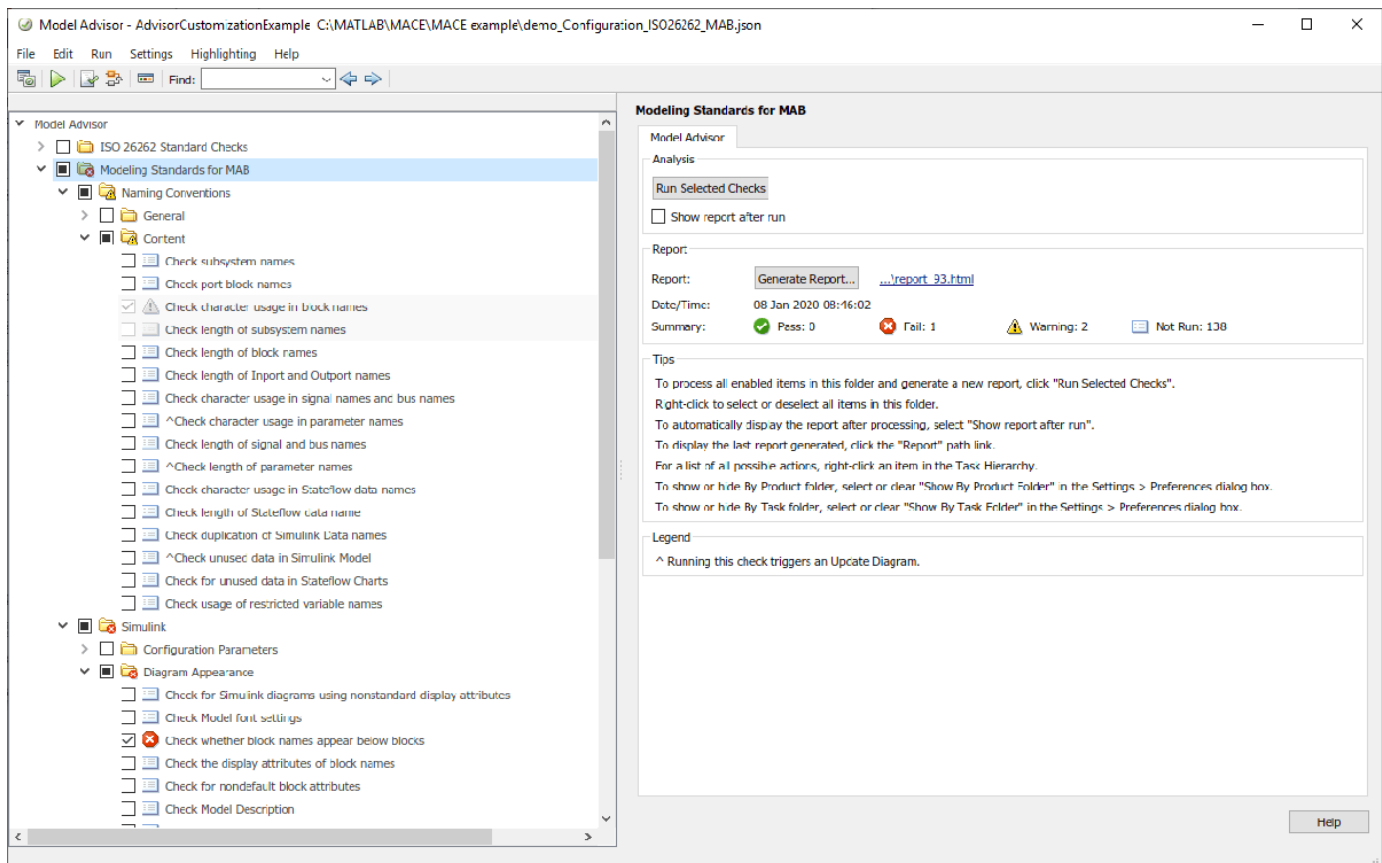 Model Advisor - AdvisorCustomizationExample C:\MATLAB\MACE\MACE example\demo_Configuration_ISO26262_MAB.json
File Edit Run Settings Highlighting Help
Find:
Model Advisor
ISO 26262 Standard Checks
Modeling Standards for MAB
Naming Conventions
General
Content
Check subsystem names
Check port block names
Check character usage in block names
Check length of subsystem names
Check length of block names
Check length of Inport and Outport names
Check character usage in signal names and bus names
^Check character usage in parameter names
Check length of signal and bus names
^Check length of parameter names
Check character usage in Stateflow data names
Check length of Stateflow data name
Check duplication of Simulink Data names
^Check unused data in Simulink Model
Check for unused data in Stateflow Charts
Check usage of restricted variable names
Simulink
Configuration Parameters
Diagram Appearance
Check for Simulink diagrams using nonstandard display attributes
Check Model font settings
Check whether block names appear below blocks
Check the display attributes of block names
Check for nondefault block attributes
Check Model Description
Modeling Standards for MAB
Model Advisor
Analysis
Run Selected Checks
Show report after run
Report
Report: Generate Report... ...\report_93.html
Date/Time: 08 Jan 2020 08:46:02
Summary: Pass: 0 Fail: 1 Warning: 2 Not Run: 138
Tips
To process all enabled items in this folder and generate a new report, click "Run Selected Checks".
Right-click to select or deselect all items in this folder.
To automatically display the report after processing, select "Show report after run".
To display the last report generated, click the "Report" path link.
For a list of all possible actions, right-click an item in the Task Hierarchy.
To show or hide By Product folder, select or clear "Show By Product Folder" in the Settings > Preferences dialog box.
To show or hide By Task folder, select or clear "Show By Task Folder" in the Settings > Preferences dialog box.
Legend
^ Running this check triggers an Update Diagram.
Help